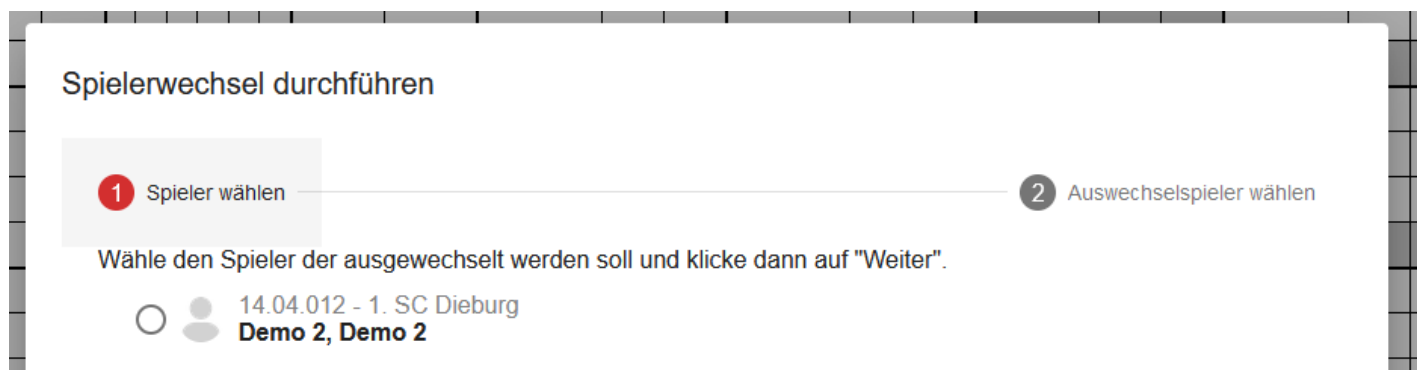 Spielerwechsel durchführen
1 Spieler wählen
2 Auswechselspieler wählen
Wähle den Spieler der ausgewechselt werden soll und klicke dann auf "Weiter".
14.04.012 - 1. SC Dieburg
Demo 2, Demo 2